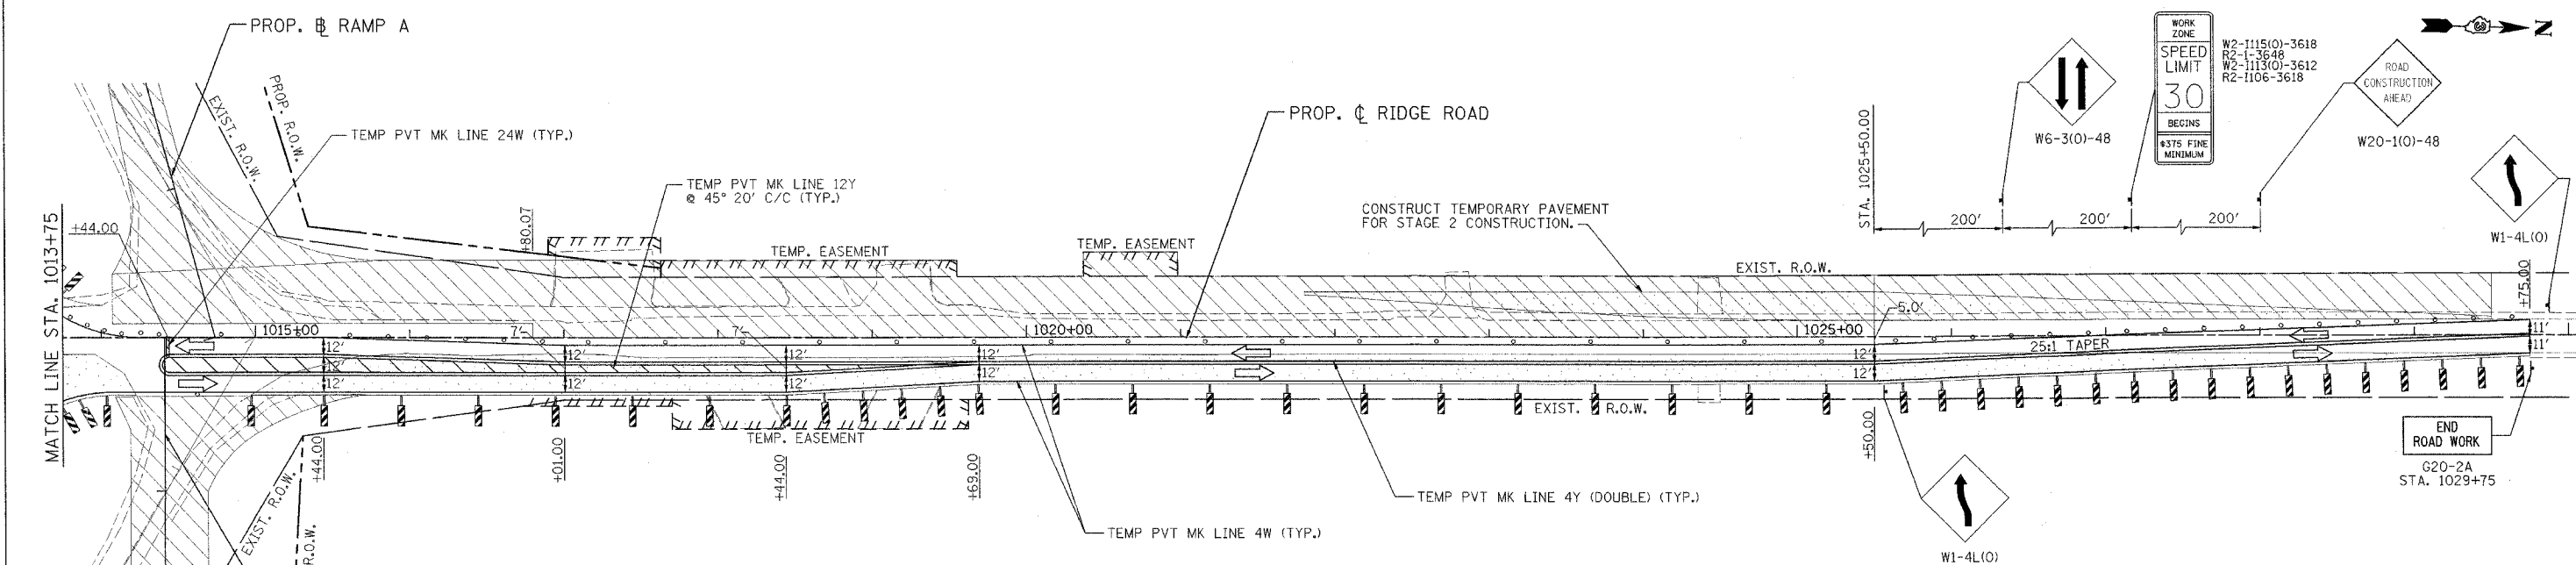 PROP. ℄ RIDGE ROAD
PROP. BL RAMP A
PROP. R.O.W.
EXIST. R.O.W.
TEMP PVT MK LINE 24W (TYP.)
TEMP PVT MK LINE 12Y
@ 45° 20' C/C (TYP.)
MATCH LINE STA. 1013+75
+44.00
+80.07
TEMP. EASEMENT
TEMP. EASEMENT
CONSTRUCT TEMPORARY PAVEMENT
FOR STAGE 2 CONSTRUCTION.
EXIST. R.O.W.
STA. 1025+50.00
200'
200'
200'
W6-3(O)-48
WORK
ZONE
SPEED
LIMIT
30
BEGINS
$375 FINE
MINIMUM
W2-I115(O)-3618
R2-1-3648
W2-I113(O)-3612
R2-I106-3618
ROAD
CONSTRUCTION
AHEAD
W20-1(O)-48
N
W1-4L(O)
+75.00
1015+00
7'
7'
1020+00
1025+00
5.0'
12'
12'
12'
12'
12'
12'
12'
12'
12'
12'
12'
25:1 TAPER
11'
11'
EXIST. R.O.W.
TEMP. EASEMENT
+44.00
+01.00
+44.00
+69.00
+50.00
EXIST. R.O.W.
R.O.W.
TEMP PVT MK LINE 4Y (DOUBLE) (TYP.)
TEMP PVT MK LINE 4W (TYP.)
W1-4L(O)
END
ROAD WORK
G20-2A
STA. 1029+75